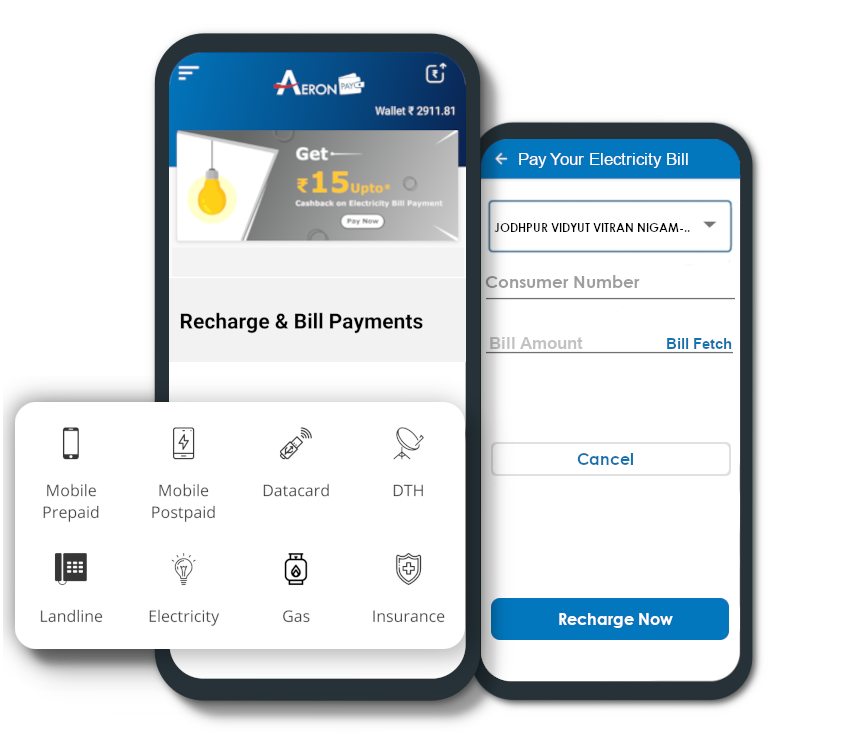 AERON PAY
Wallet ₹ 2911.81
Get
₹15 Upto*
Cashback on Electricity Bill Payment
Pay Now
Recharge & Bill Payments
Mobile
Prepaid
Mobile
Postpaid
Datacard
DTH
Landline
Electricity
Gas
Insurance
Pay Your Electricity Bill
JODHPUR VIDYUT VITRAN NIGAM-..
Consumer Number
Bill Amount
Bill Fetch
Cancel
Recharge Now